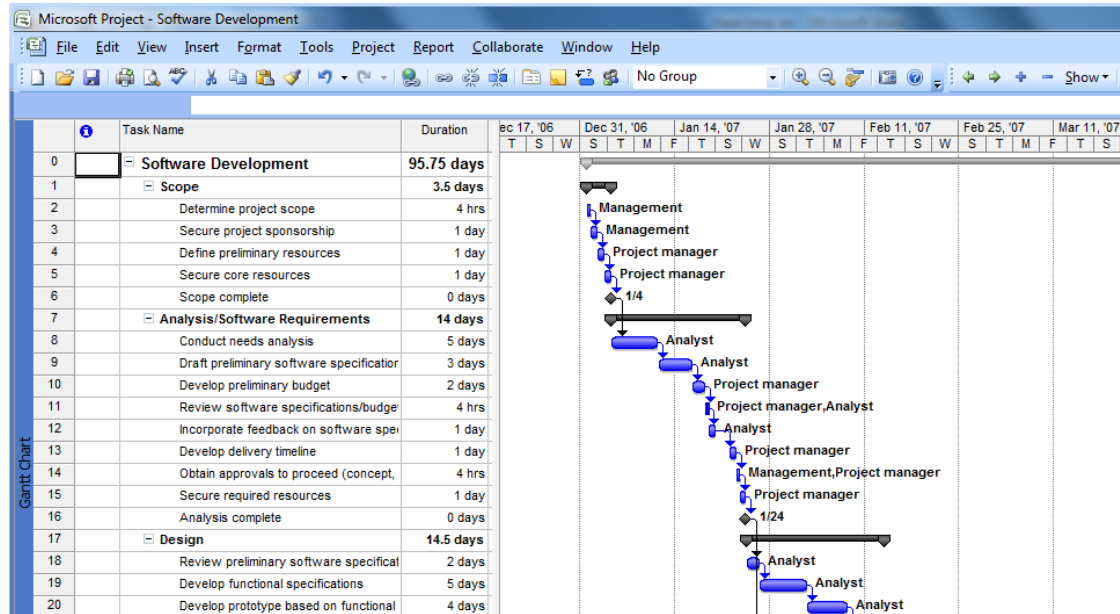 Microsoft Project - Software Development
File Edit View Insert Format Tools Project Report Collaborate Window Help
No Group Show
Task Name Duration ec 17, '06 Dec 31, '06 Jan 14, '07 Jan 28, '07 Feb 11, '07 Feb 25, '07 Mar 11, '07
T S W S T M F T S W S T M F T S W S T M F T S
0 Software Development 95.75 days
1 Scope 3.5 days
2 Determine project scope 4 hrs Management
3 Secure project sponsorship 1 day Management
4 Define preliminary resources 1 day Project manager
5 Secure core resources 1 day Project manager
6 Scope complete 0 days 1/4
7 Analysis/Software Requirements 14 days
8 Conduct needs analysis 5 days Analyst
9 Draft preliminary software specification 3 days Analyst
10 Develop preliminary budget 2 days Project manager
11 Review software specifications/budge 4 hrs Project manager,Analyst
12 Incorporate feedback on software spe 1 day Analyst
13 Develop delivery timeline 1 day Project manager
14 Obtain approvals to proceed (concept, 4 hrs Management,Project manager
15 Secure required resources 1 day Project manager
16 Analysis complete 0 days 1/24
17 Design 14.5 days
18 Review preliminary software specificat 2 days Analyst
19 Develop functional specifications 5 days Analyst
20 Develop prototype based on functional 4 days Analyst
Gantt Chart